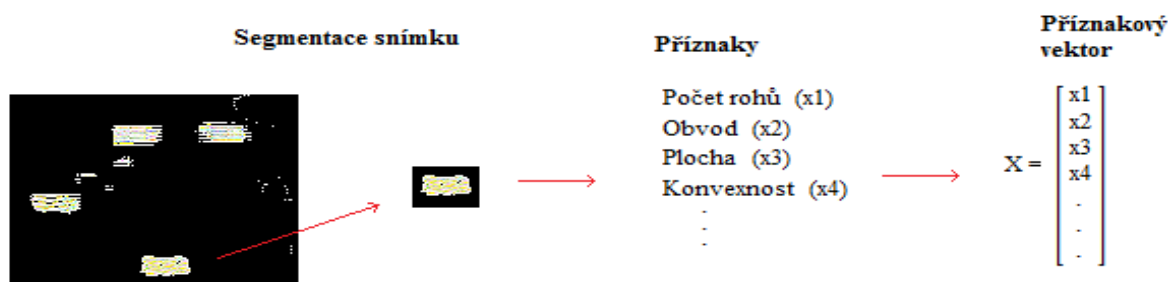 Segmentace snímku
Příznaky
Počet rohů (x1)
Obvod (x2)
Plocha (x3)
Konvexnost (x4)
.
.
.
Příznakový
vektor
X =
x1
x2
x3
x4
.
.
.